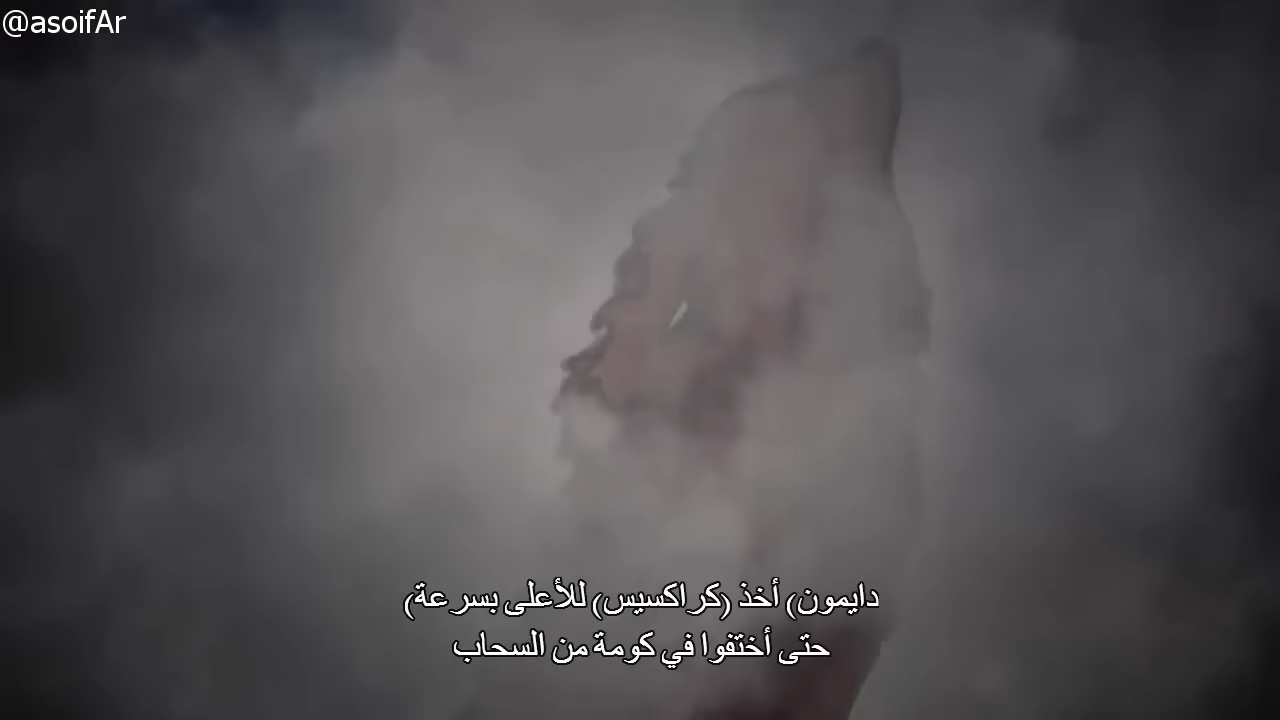 @asoifAr
(دايمون) أخذ (كراكسيس) للأعلى بسرعة
حتى أختفوا في كومة من السحاب